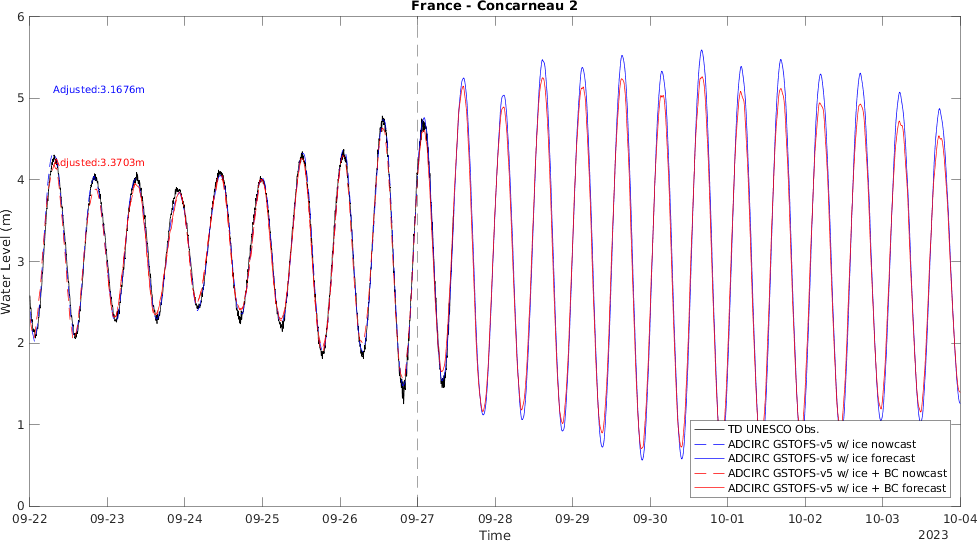 France - Concarneau 2
6
5
4
3
2
1
0
Water Level (m)
Adjusted:3.1676m
Adjusted:3.3703m
TD UNESCO Obs.
ADCIRC GSTOFS-v5 w/ ice nowcast
ADCIRC GSTOFS-v5 w/ ice forecast
ADCIRC GSTOFS-v5 w/ ice + BC nowcast
ADCIRC GSTOFS-v5 w/ ice + BC forecast
09-22 09-23 09-24 09-25 09-26 09-27 09-28 09-29 09-30 10-01 10-02 10-03 10-04
Time
2023